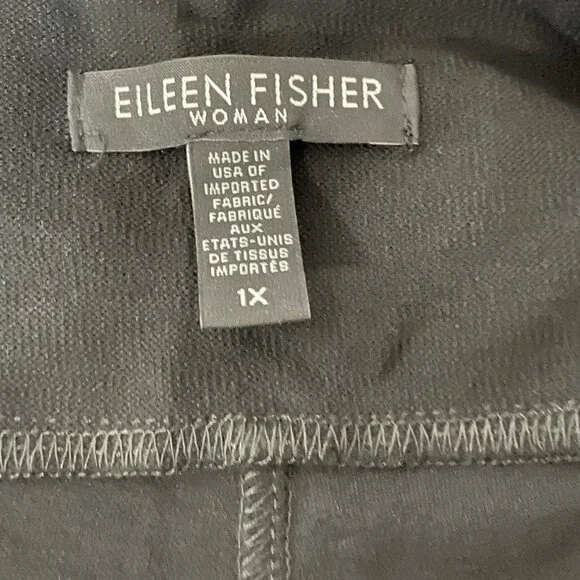 EILEEN FISHER
WOMAN
MADE IN
USA OF
IMPORTED
FABRIC/
FABRIQUÉ
AUX
ETATS-UNIS
DE TISSUS
IMPORTÉS
1X